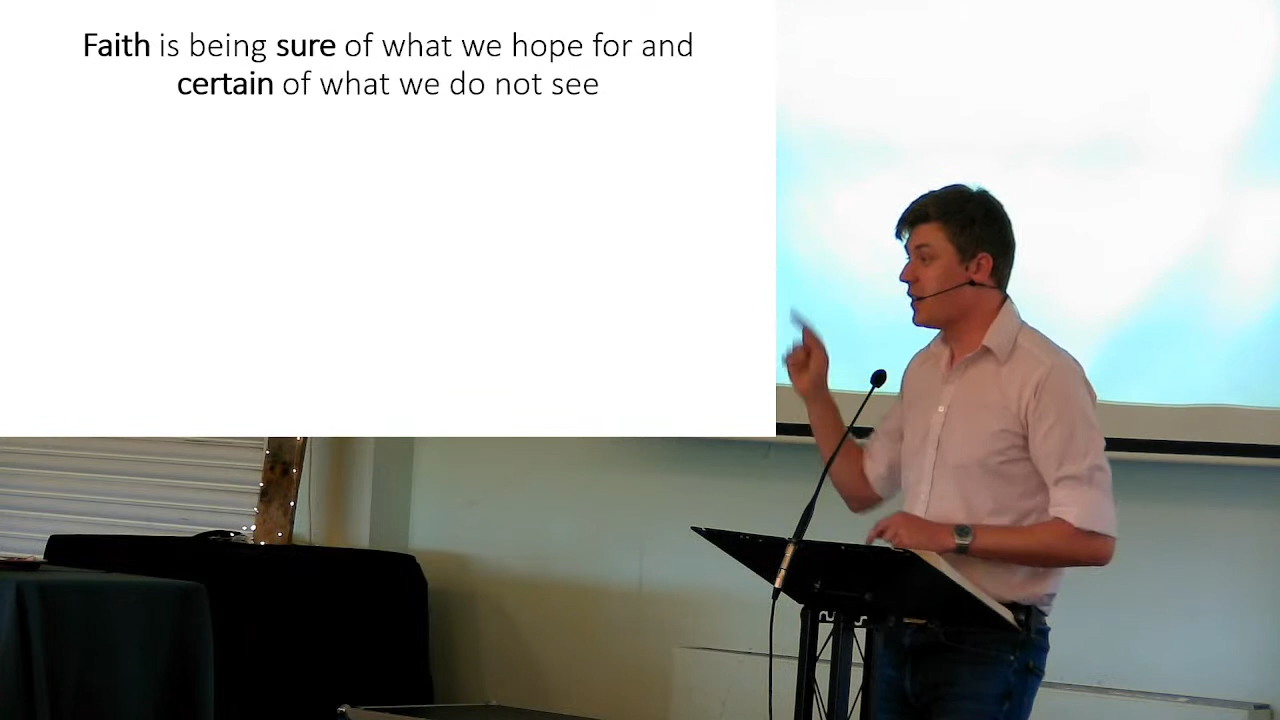 Faith is being sure of what we hope for and
certain of what we do not see